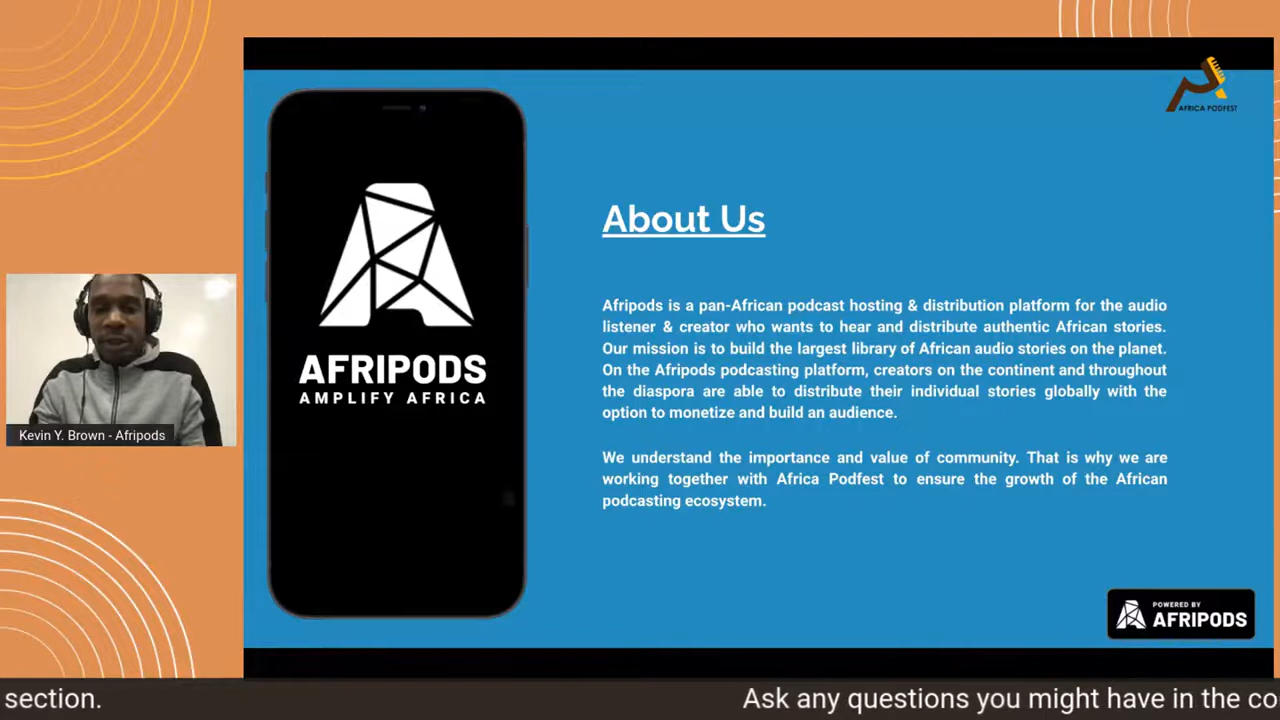 AFRICA PODFEST
About Us
AFRIPODS
AMPLIFY AFRICA
Afripods is a pan-African podcast hosting & distribution platform for the audio
listener & creator who wants to hear and distribute authentic African stories.
Our mission is to build the largest library of African audio stories on the planet.
On the Afripods podcasting platform, creators on the continent and throughout
the diaspora are able to distribute their individual stories globally with the
option to monetize and build an audience.
We understand the importance and value of community. That is why we are
working together with Africa Podfest to ensure the growth of the African
podcasting ecosystem.
Kevin Y. Brown - Afripods
POWERED BY
AFRIPODS
section. Ask any questions you might have in the co